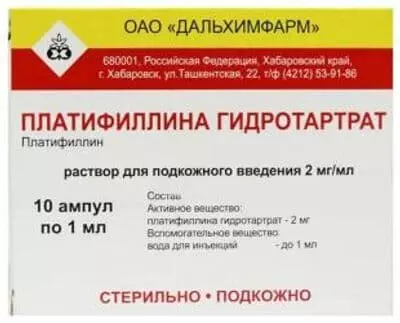 ОАО «ДАЛЬХИМФАРМ»
680001, Российская Федерация, Хабаровский край,
г. Хабаровск, ул.Ташкентская, 22, т/ф (4212) 53-91-86
ПЛАТИФИЛЛИНА ГИДРОТАРТРАТ
Платифиллин
раствор для подкожного введения 2 мг/мл
10 ампул
по 1 мл
Состав
Активное вещество:
платифиллина гидротартрат - 2 мг
Вспомогательное вещество:
вода для инъекций - до 1 мл
СТЕРИЛЬНО • ПОДКОЖНО